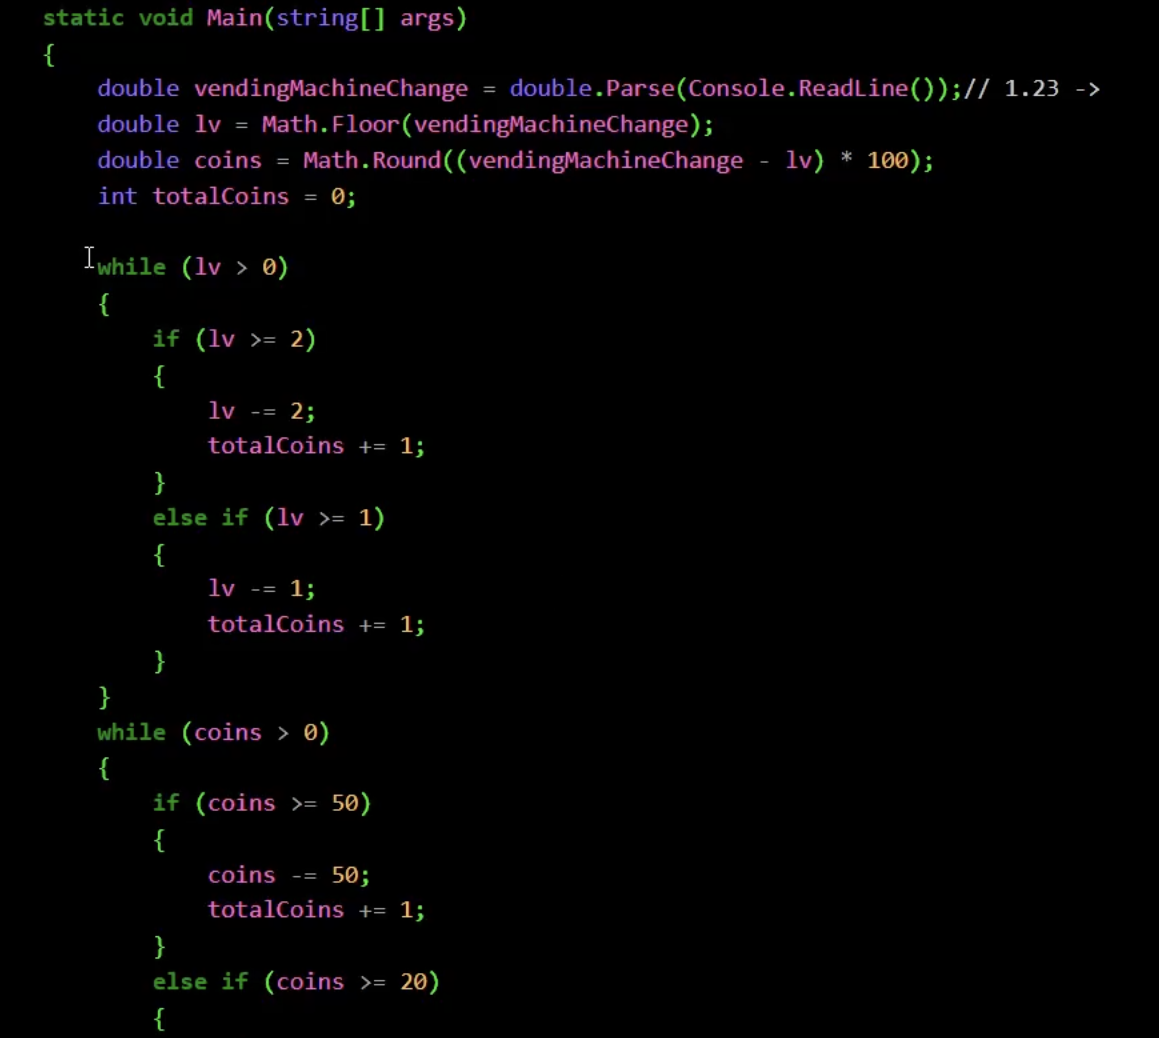 static void Main(string[] args)
{
double vendingMachineChange = double.Parse(Console.ReadLine());// 1.23 ->
double lv = Math.Floor(vendingMachineChange);
double coins = Math.Round((vendingMachineChange - lv) * 100);
int totalCoins = 0;
while (lv > 0)
{
if (lv >= 2)
{
lv -= 2;
totalCoins += 1;
}
else if (lv >= 1)
{
lv -= 1;
totalCoins += 1;
}
}
while (coins > 0)
{
if (coins >= 50)
{
coins -= 50;
totalCoins += 1;
}
else if (coins >= 20)
{